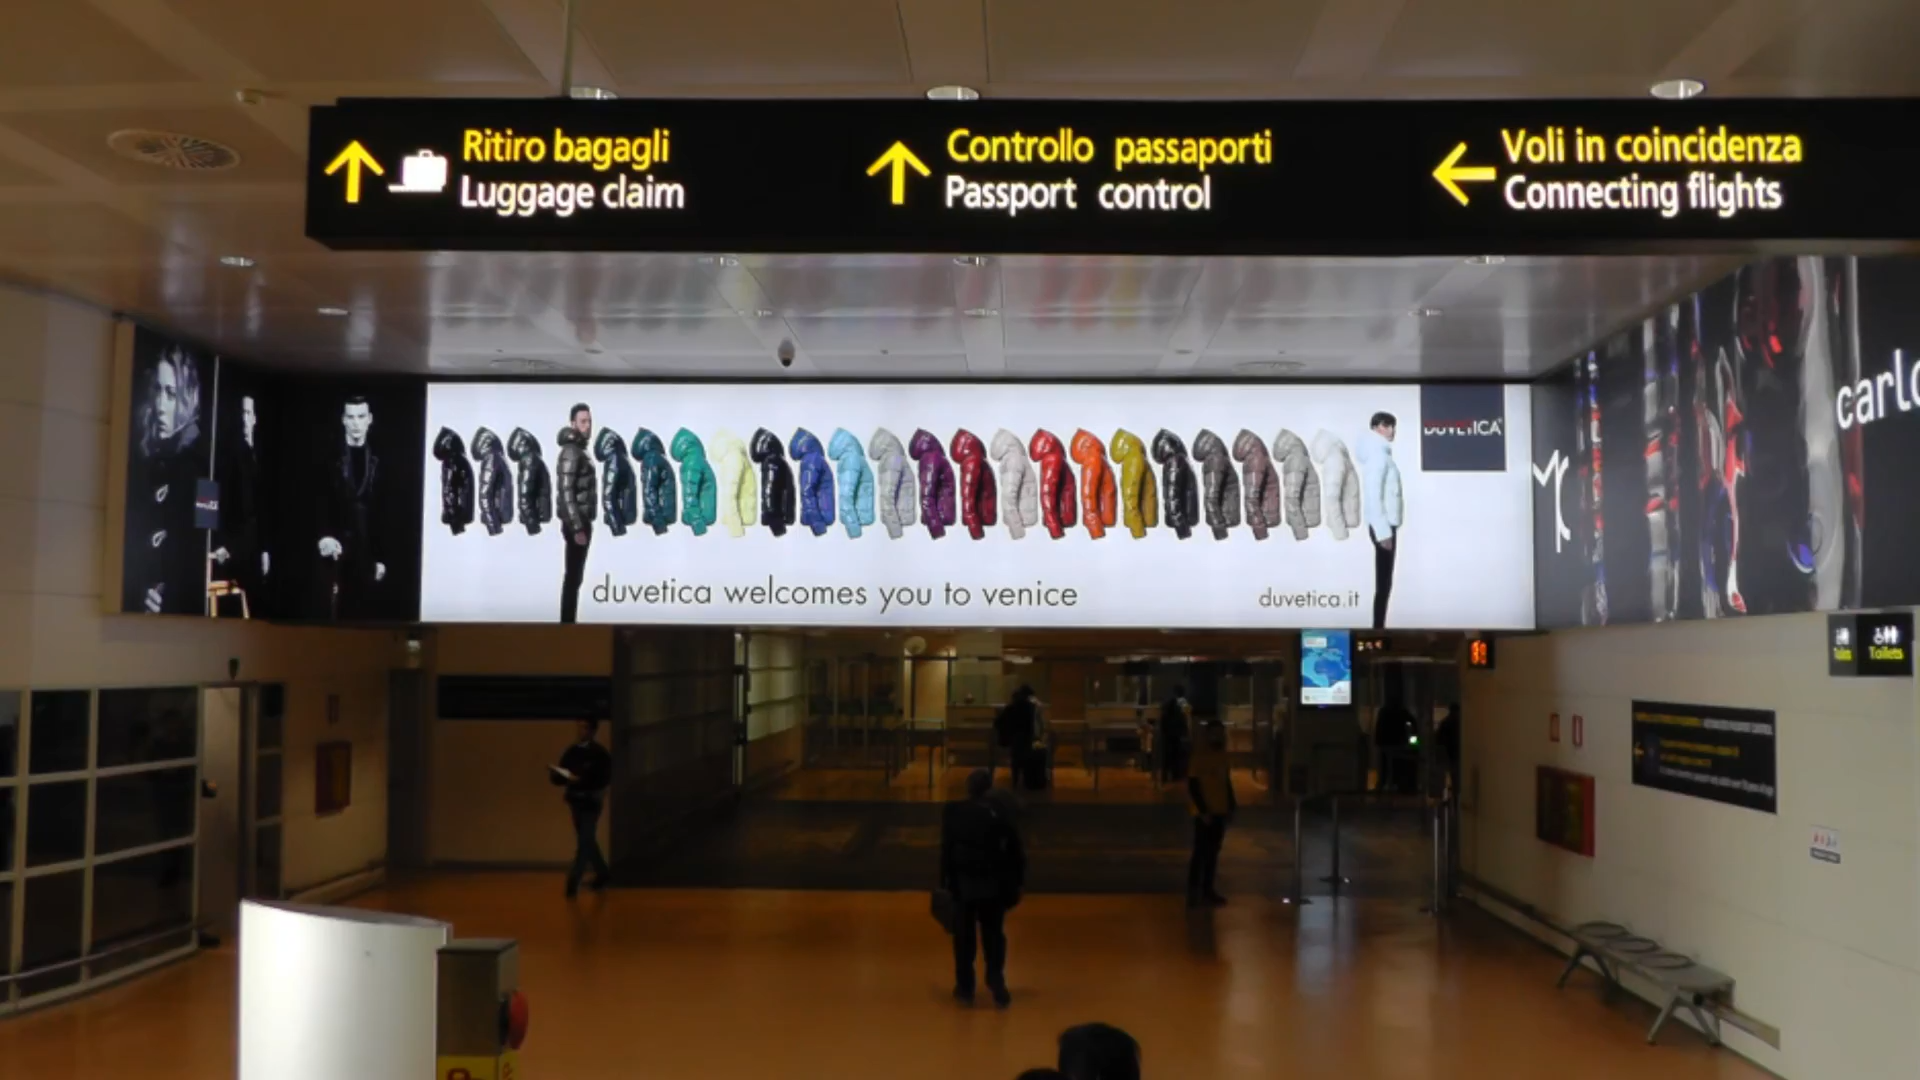 Ritiro bagagli
Luggage claim
Controllo passaporti
Passport control
Voli in coincidenza
Connecting flights
DUVETICA
duvetica welcomes you to venice
duvetica.it
carlo
Toilets